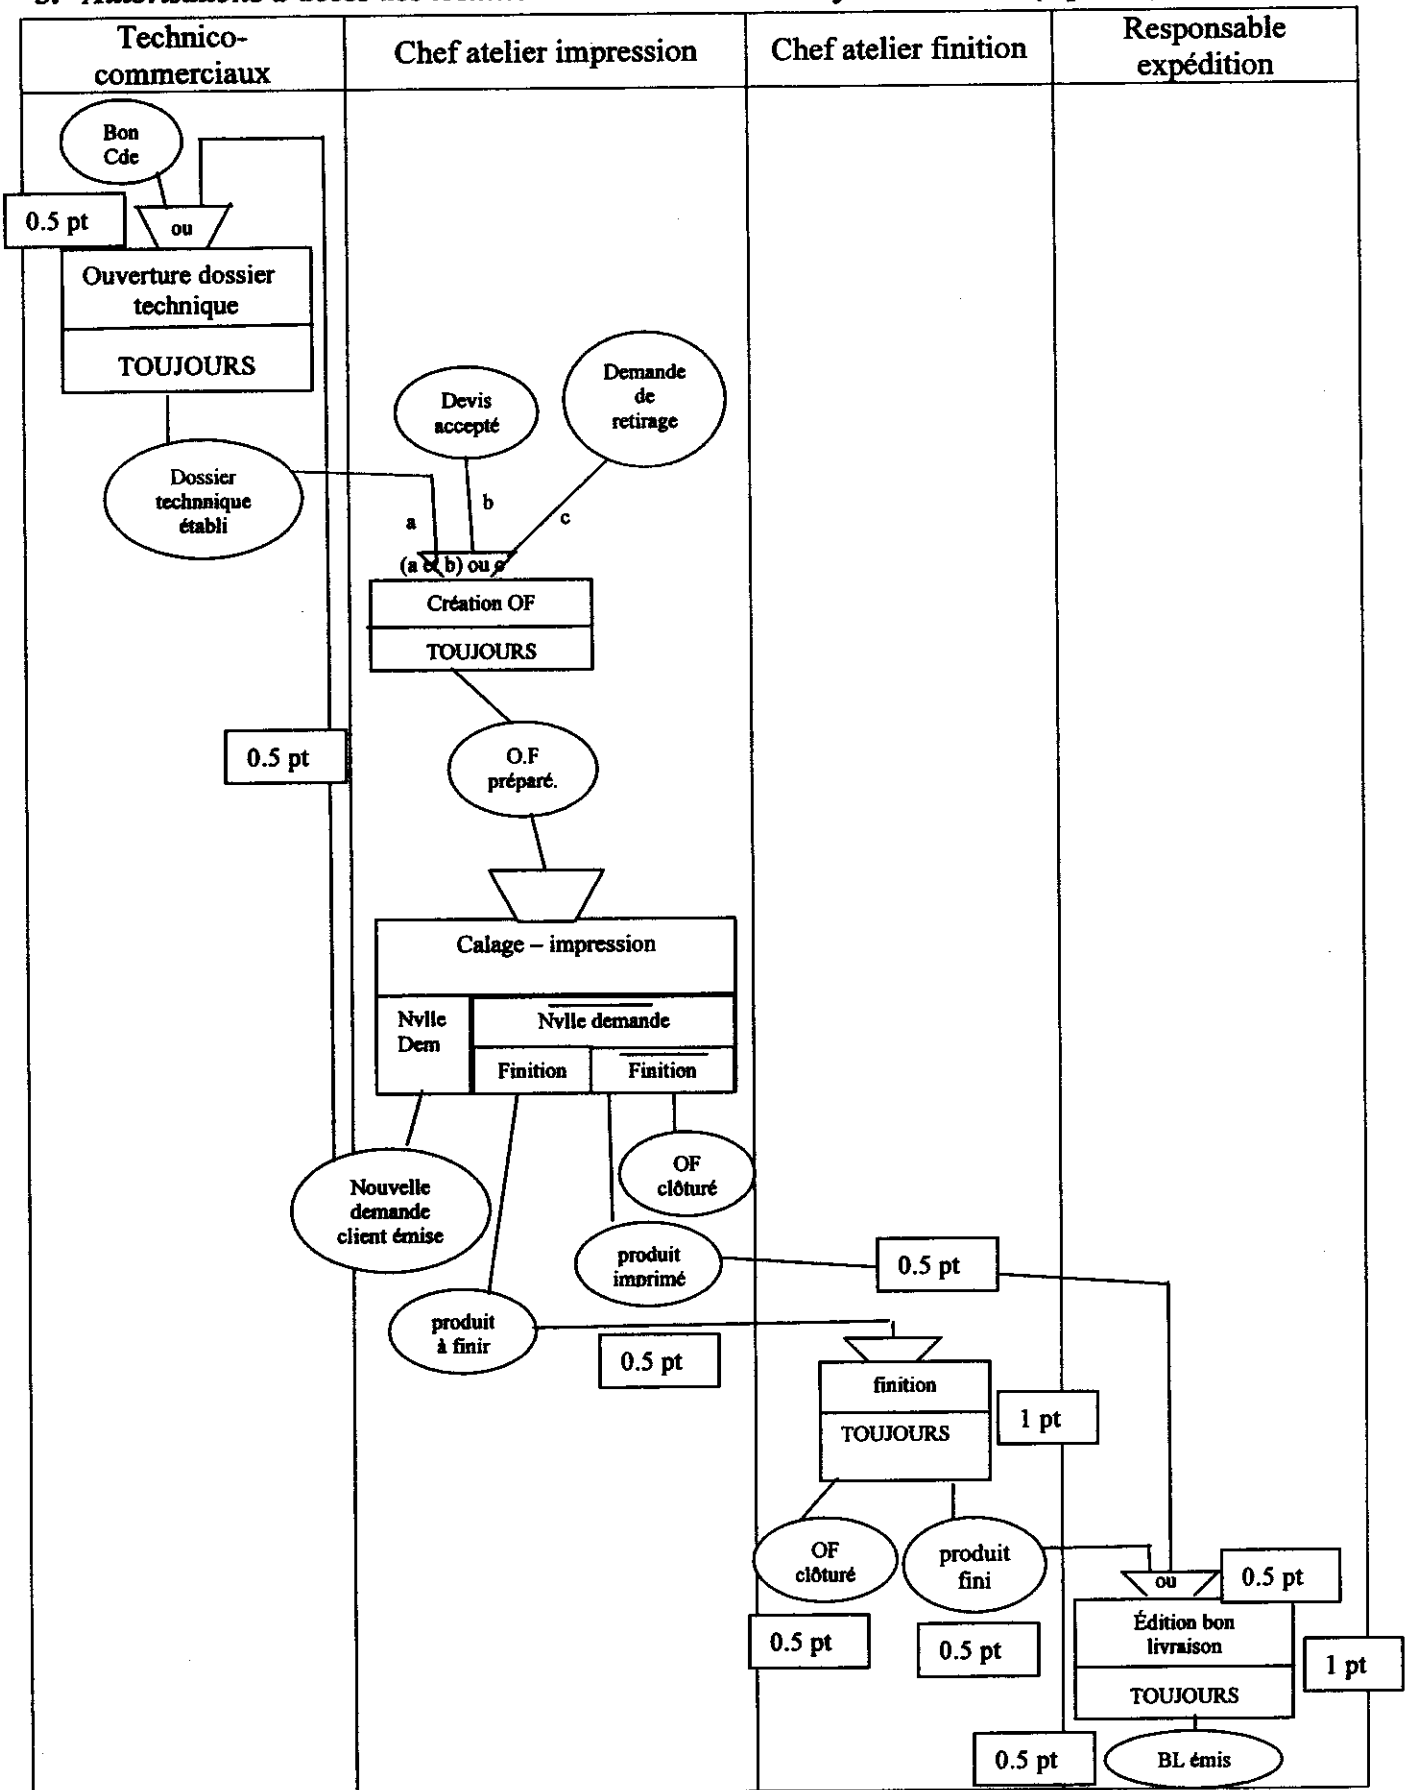 Technico-
commerciaux
Chef atelier impression
Chef atelier finition
Responsable
expédition
Bon
Cde
0.5 pt
ou
Ouverture dossier
technique
TOUJOURS
Devis
accepté
Demande
de
retirage
Dossier
technnique
établi
a
b
c
(a et b) ou c
Création OF
TOUJOURS
0.5 pt
O.F
préparé.
Calage – impression
Nvlle
Dem
Nvlle demande
Finition
Finition
OF
clôturé
Nouvelle
demande
client émise
produit
imprimé
0.5 pt
produit
à finir
0.5 pt
finition
TOUJOURS
1 pt
OF
clôturé
produit
fini
ou
0.5 pt
0.5 pt
0.5 pt
Édition bon
livraison
TOUJOURS
1 pt
0.5 pt
BL émis